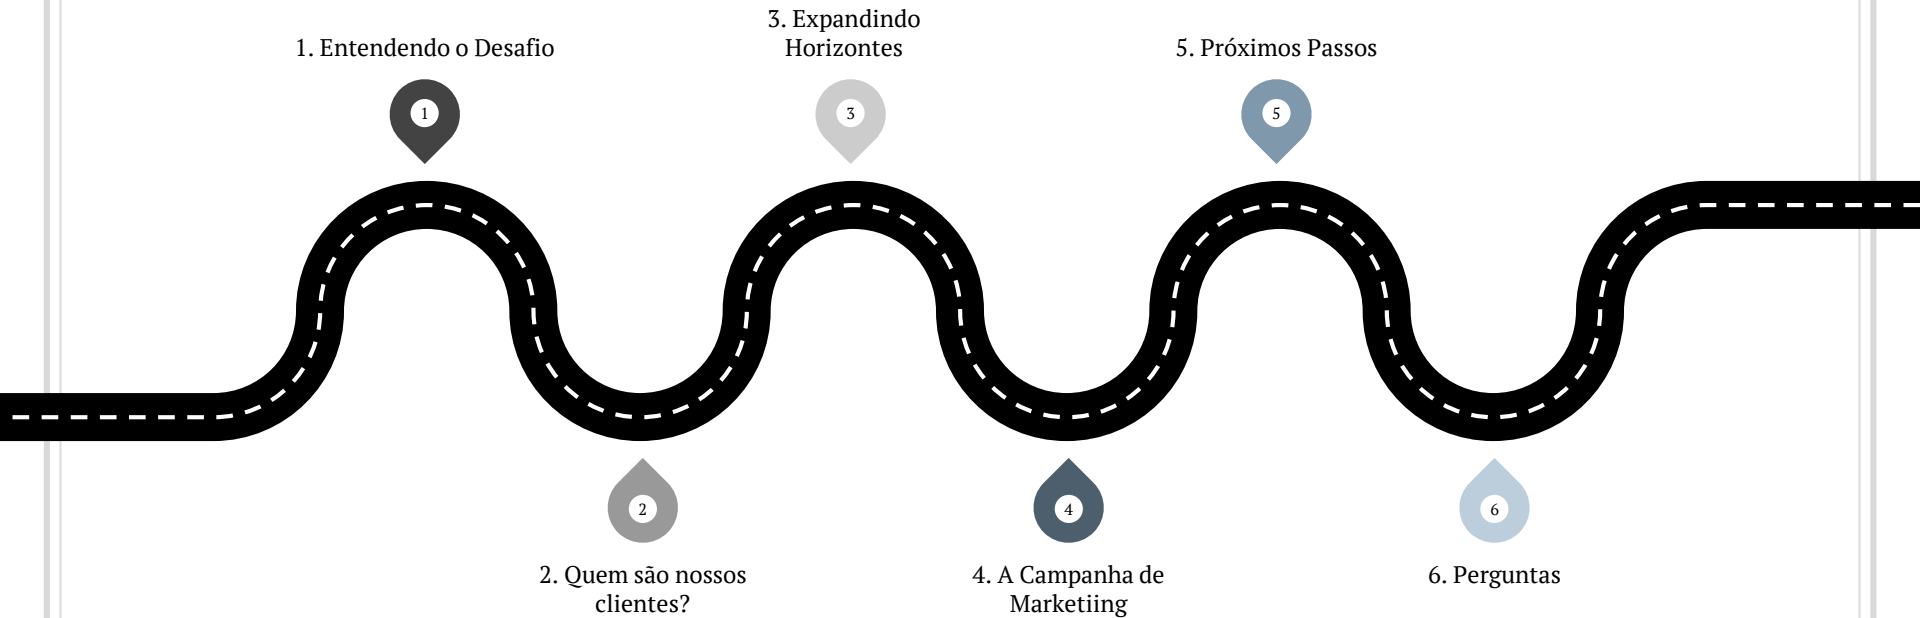 1. Entendendo o Desafio
1
2. Quem são nossos
clientes?
2
3. Expandindo
Horizontes
3
4. A Campanha de
Marketiing
4
5. Próximos Passos
5
6. Perguntas
6